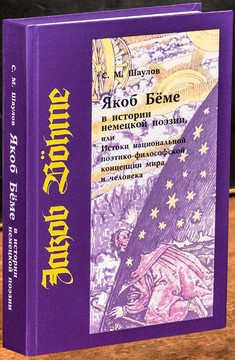 С. М. Шаулов
Якоб Бёме
в истории
немецкой поэзии,
или
Истоки национальной
поэтико-философской
концепции мира
и человека
Jakob Böhme
С. М. Шаулов
Якоб Бёме
в истории
немецкой поэзии